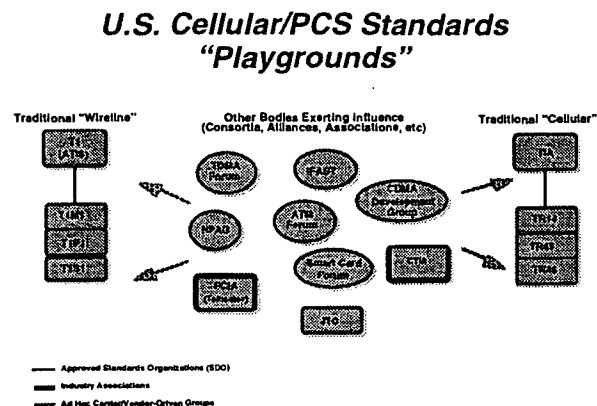 U.S. Cellular/PCS Standards
"Playgrounds"
Traditional "Wireline"
Other Bodies Exerting Influence
(Consortia, Alliances, Associations, etc)
Traditional "Cellular"
T1
(ATIS)
TDMA
Forum
IFAST
CDMA
Development
Group
TIA
ATM
Forum
Smart Card
Forum
CTIA
PCIA
JTC
T1P1
T1S1
TR45
TR46
Approved Standards Organizations (SDO)
Industry Associations
Ad Hoc Carrier/Vendor-Driven Groups